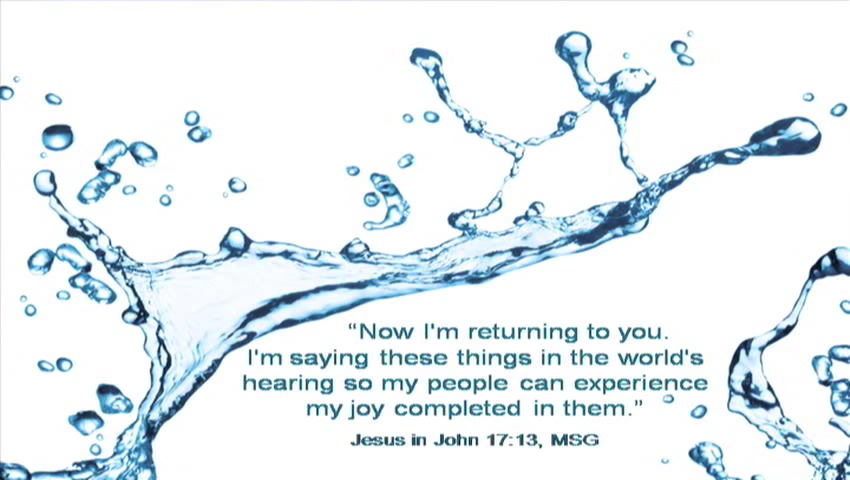 “Now I'm returning to you.
I'm saying these things in the world's
hearing so my people can experience
my joy completed in them.”
Jesus in John 17:13, MSG